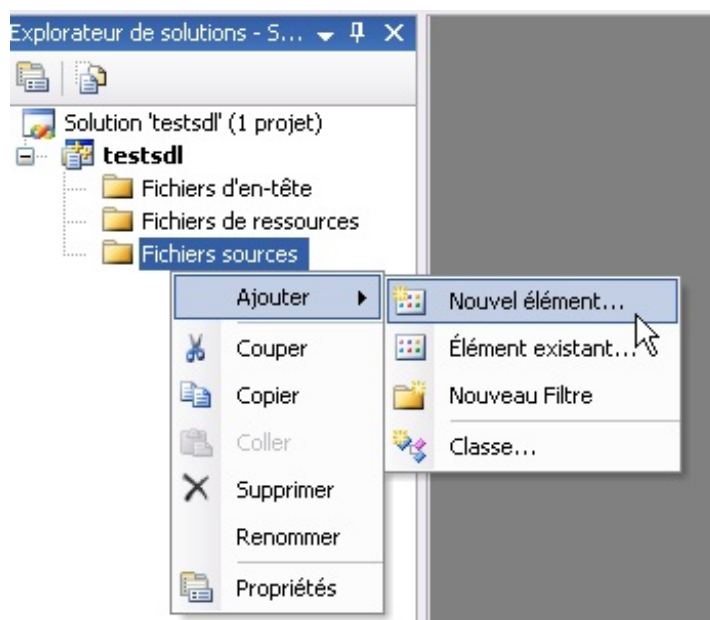 Explorateur de solutions - S...
Solution 'testsdl' (1 projet)
testsdl
Fichiers d'en-tête
Fichiers de ressources
Fichiers sources
Ajouter
Nouvel élément...
Couper
Élément existant...
Copier
Nouveau Filtre
Coller
Classe...
Supprimer
Renommer
Propriétés